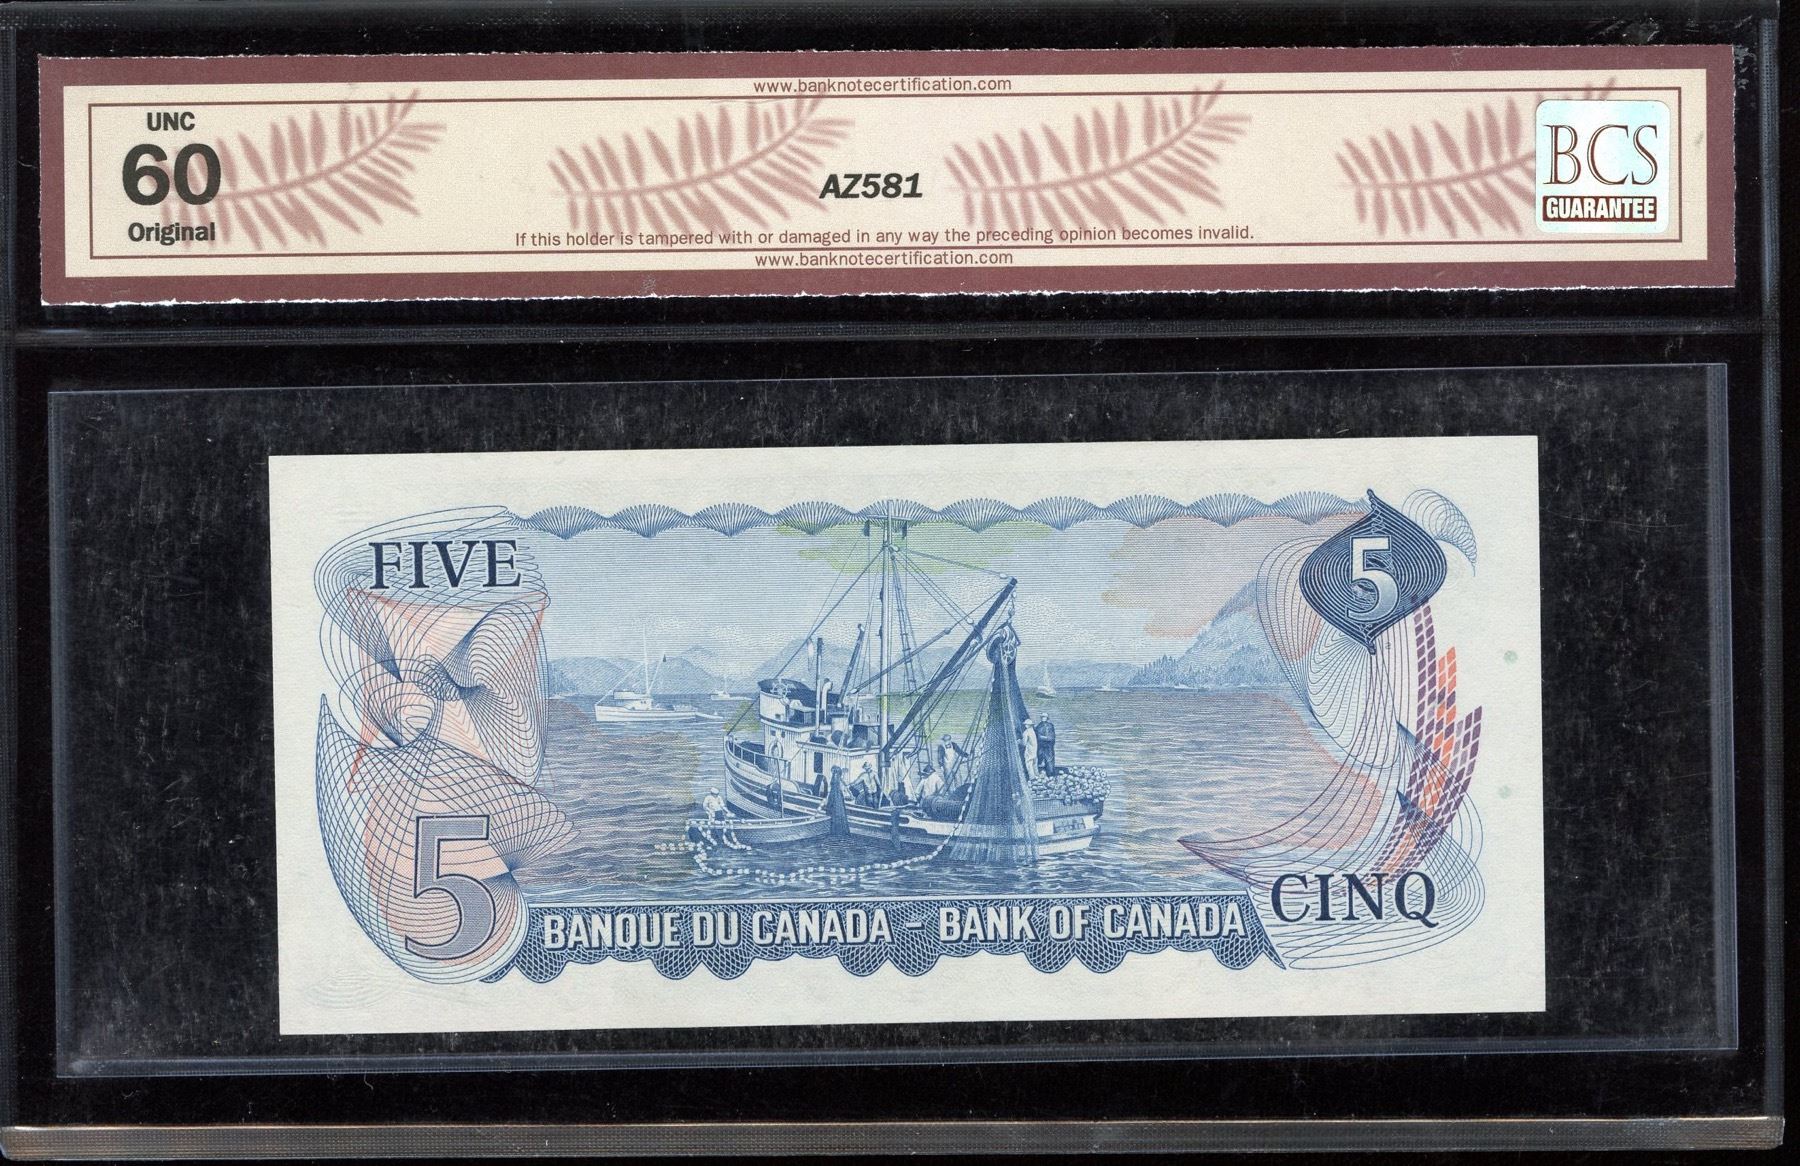 www.banknotecertification.com
UNC
60
Original
AZ581
BCS
GUARANTEE
If this holder is tampered with or damaged in any way the preceding opinion becomes invalid.
www.banknotecertification.com
FIVE
5
5
CINQ
BANQUE DU CANADA – BANK OF CANADA